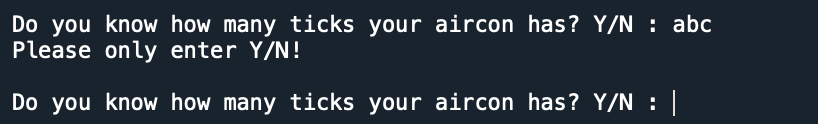 Do you know how many ticks your aircon has? Y/N : abc
Please only enter Y/N!
Do you know how many ticks your aircon has? Y/N :